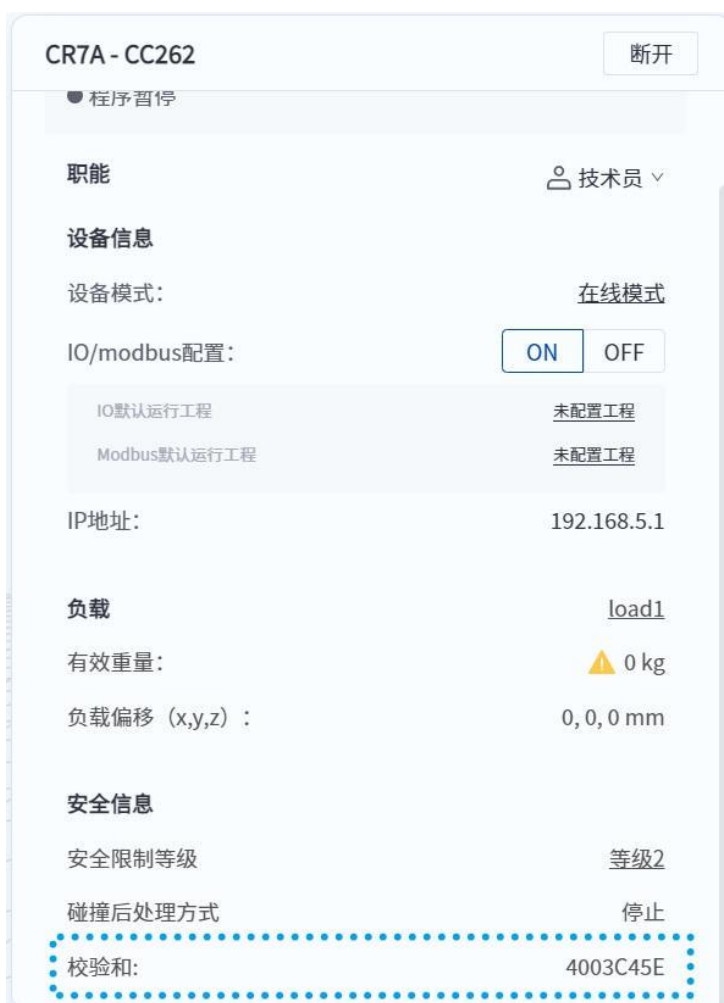 CR7A - CC262 断开
程序暂停
职能 技术员
设备信息
设备模式： 在线模式
IO/modbus配置： ON OFF
IO默认运行工程 未配置工程
Modbus默认运行工程 未配置工程
IP地址： 192.168.5.1
负载 load1
有效重量： 0 kg
负载偏移（x,y,z）： 0, 0, 0 mm
安全信息
安全限制等级 等级2
碰撞后处理方式 停止
校验和: 4003C45E